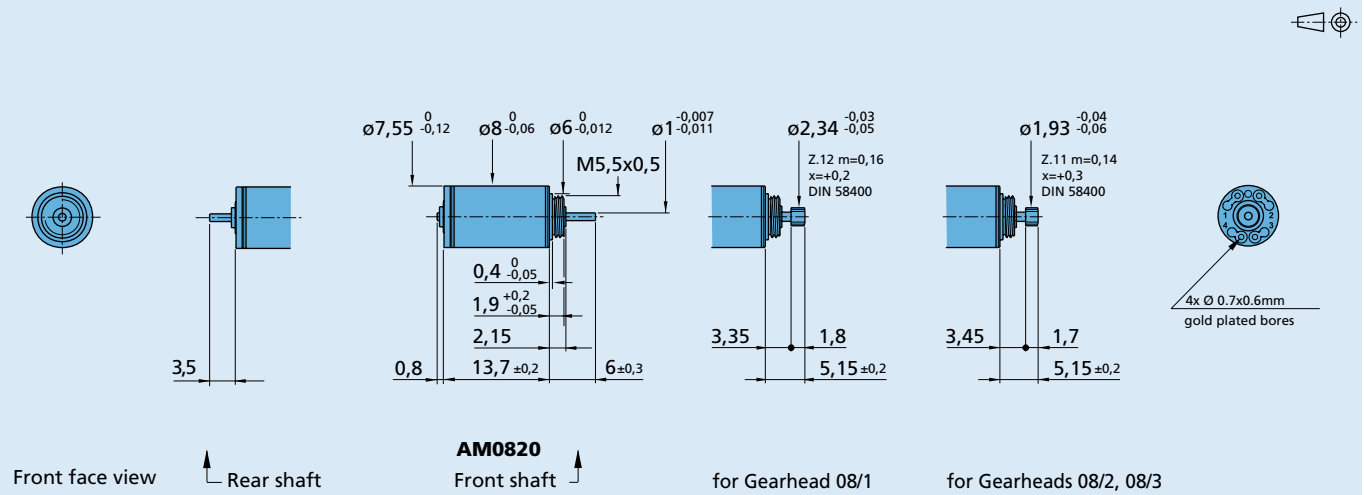 ø7,55 0 -0,12
ø8 0 -0,06
ø6 0 -0,012
ø1 -0,007 -0,011
M5,5x0,5
ø2,34 -0,03 -0,05
Z.12 m=0,16
x=+0,2
DIN 58400
ø1,93 -0,04 -0,06
Z.11 m=0,14
x=+0,3
DIN 58400
1 2
4 3
0,4 0 -0,05
1,9 +0,2 -0,05
2,15
3,5
0,8
13,7 ±0,2
6 ±0,3
3,35
1,8
5,15 ±0,2
3,45
1,7
5,15 ±0,2
4x Ø 0.7x0.6mm
gold plated bores
AM0820
Front face view
Rear shaft
Front shaft
for Gearhead 08/1
for Gearheads 08/2, 08/3